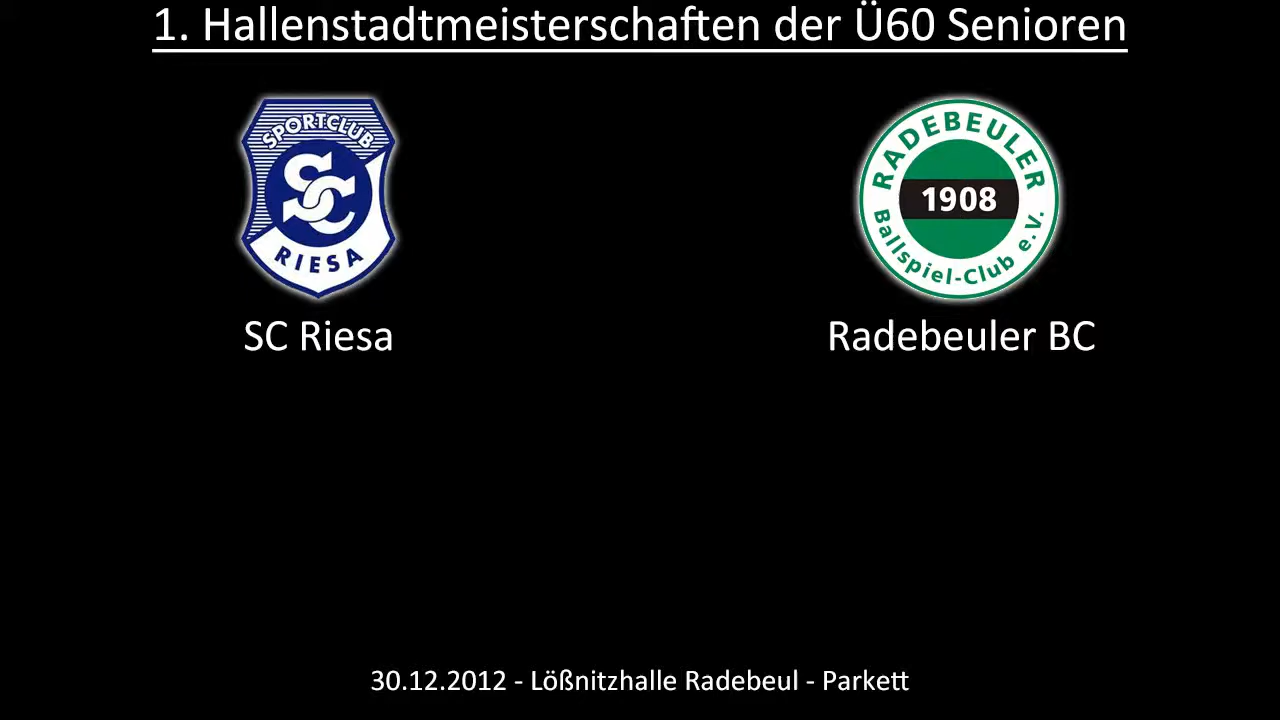 1. Hallenstadtmeisterschaften der Ü60 Senioren
SPORTCLUB
SC
RIESA
RADEBEULER
1908
Ballspiel-Club e.V.
SC Riesa
Radebeuler BC
30.12.2012 - Lößnitzhalle Radebeul - Parkett